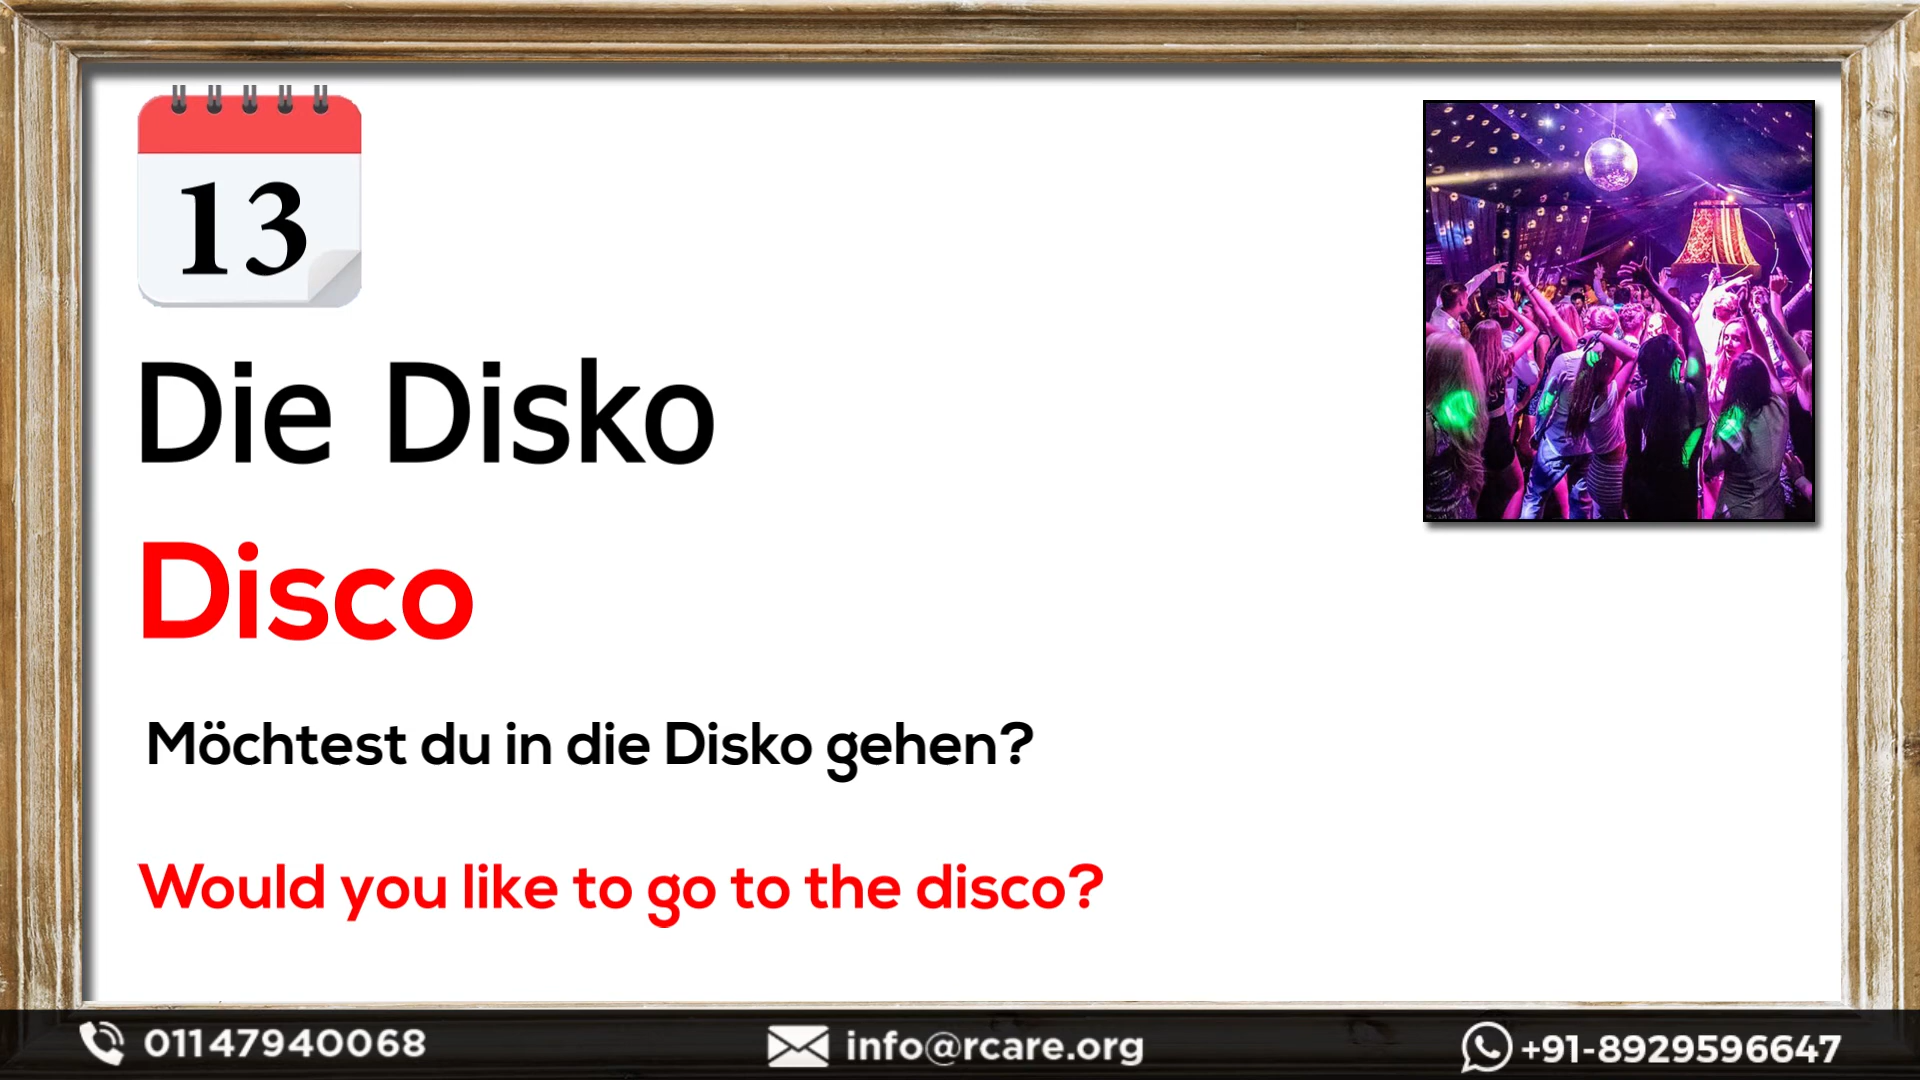 13
Die Disko
Disco
Möchtest du in die Disko gehen?
Would you like to go to the disco?
01147940068
info@rcare.org
+91-8929596647